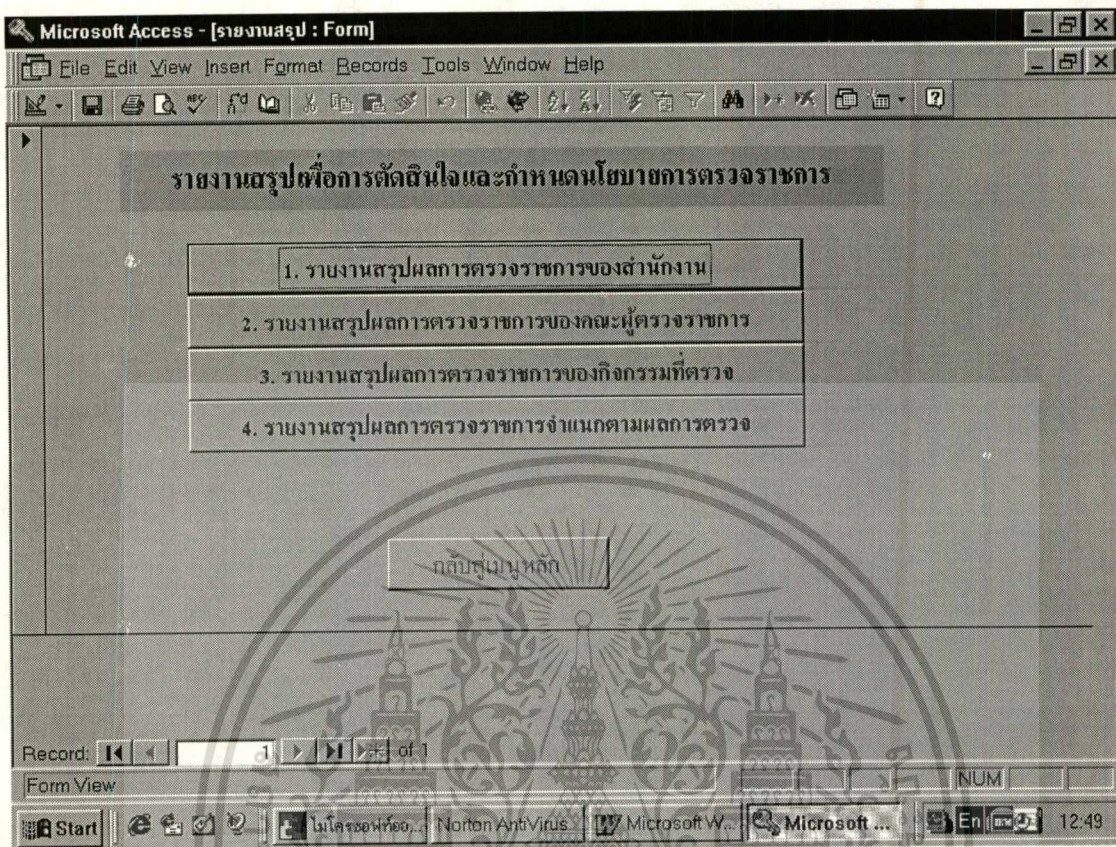 Microsoft Access - [รายงานสรุป : Form]
File Edit View Insert Format Records Tools Window Help
รายงานสรุปเพื่อการตัดสินใจและกำหนดนโยบายการตรวจราชการ
1. รายงานสรุปผลการตรวจราชการของสำนักงาน
2. รายงานสรุปผลการตรวจราชการของคณะผู้ตรวจราชการ
3. รายงานสรุปผลการตรวจราชการของกิจกรรมที่ตรวจ
4. รายงานสรุปผลการตรวจราชการจำแนกตามผลการตรวจ
กลับสู่เมนูหลัก
Record: 1 of 1
Form View NUM
Start ไมโครซอฟท์ออ... Norton AntiVirus Microsoft W... Microsoft ... En 12:49